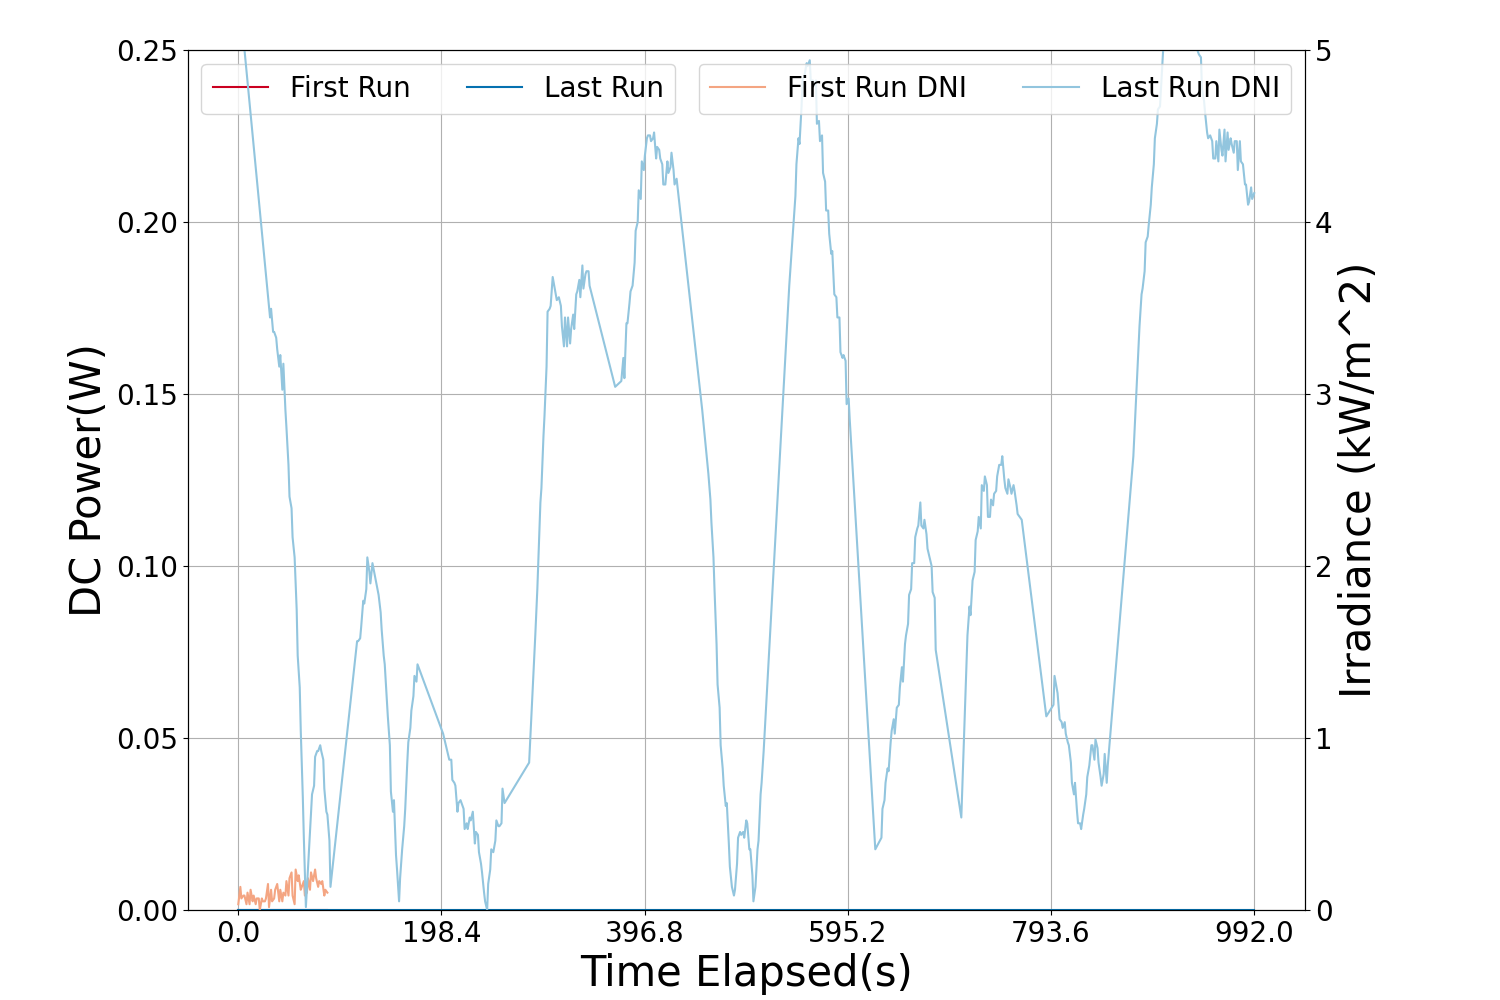 First Run
Last Run
First Run DNI
Last Run DNI
0.25
0.20
0.15
0.10
0.05
0.00
DC Power(W)
5
4
3
2
1
0
Irradiance (kW/m^2)
0.0
198.4
396.8
595.2
793.6
992.0
Time Elapsed(s)